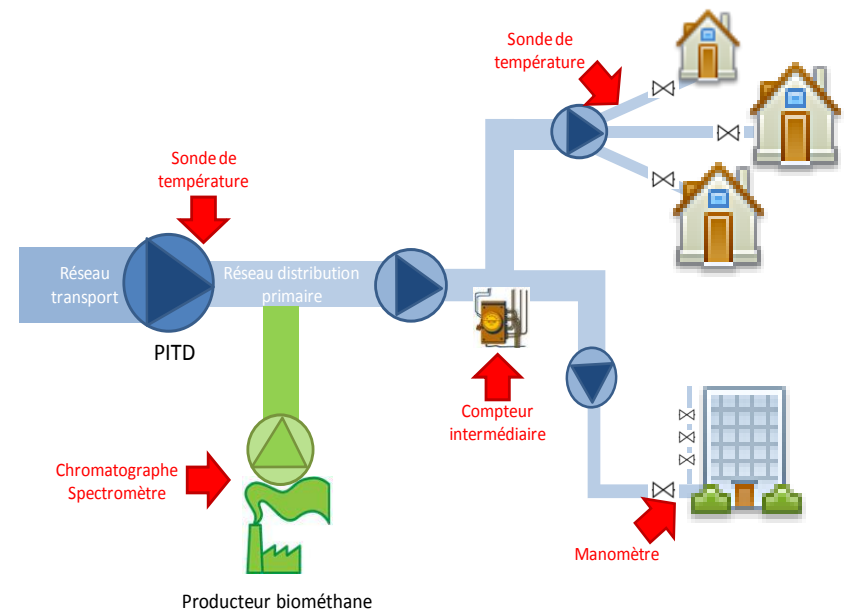 Sonde de
température
Sonde de
température
Réseau
transport
Réseau distribution
primaire
PITD
Compteur
intermédiaire
Chromatographe
Spectromètre
Manomètre
Producteur biométhane